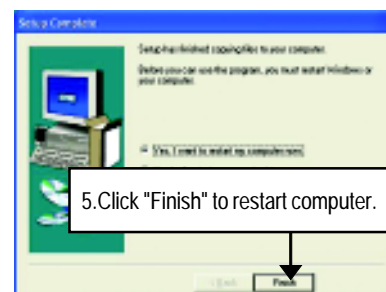 Setup Complete
Setup has finished copying files to your computer.
Before you can use the program, you must restart Windows or
your computer.
Yes, I want to restart my computer now.
5.Click "Finish" to restart computer.
< Back
Finish